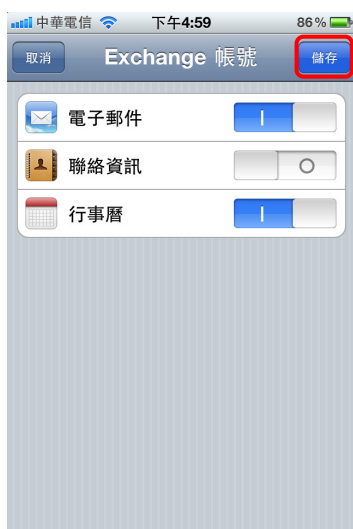 中華電信 下午4:59 86%
取消 Exchange 帳號 儲存
電子郵件
聯絡資訊
行事曆